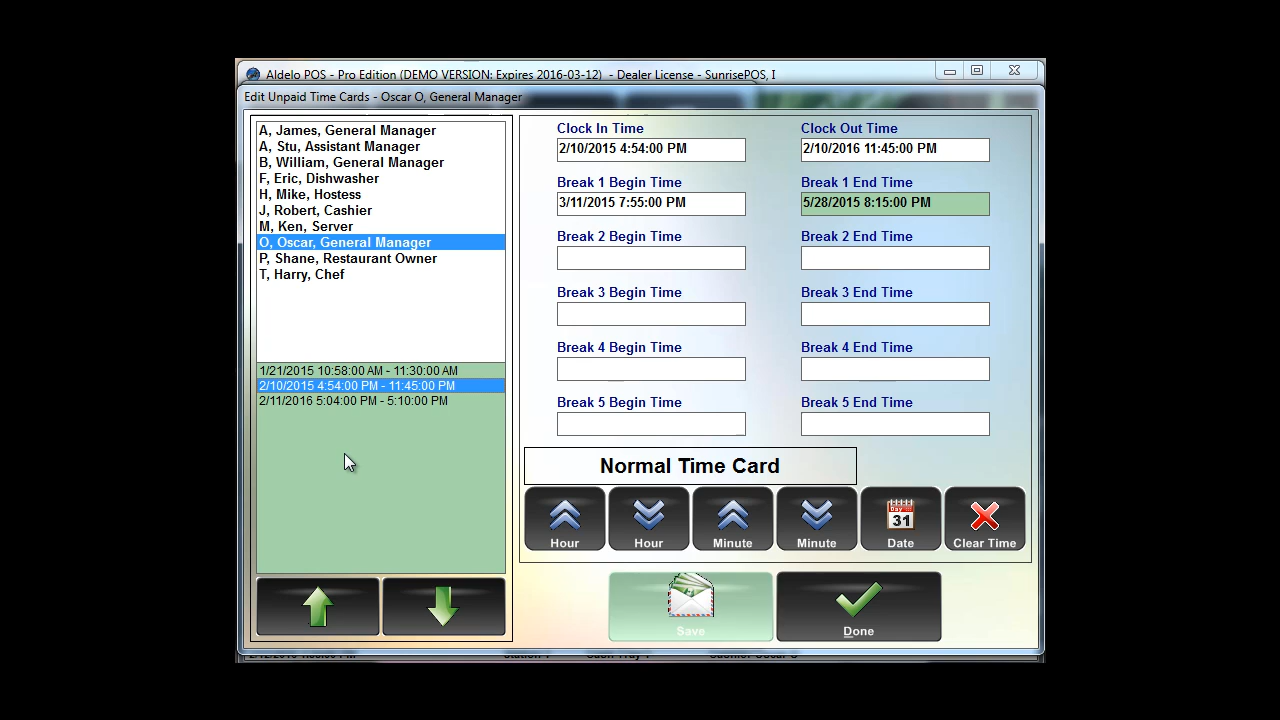 Aldelo POS - Pro Edition (DEMO VERSION: Expires 2016-03-12) - Dealer License - SunrisePOS, I
Edit Unpaid Time Cards - Oscar O, General Manager
A, James, General Manager
A, Stu, Assistant Manager
B, William, General Manager
F, Eric, Dishwasher
H, Mike, Hostess
J, Robert, Cashier
M, Ken, Server
O, Oscar, General Manager
P, Shane, Restaurant Owner
T, Harry, Chef
1/21/2015 10:58:00 AM - 11:30:00 AM
2/10/2015 4:54:00 PM - 11:45:00 PM
2/11/2016 5:04:00 PM - 5:10:00 PM
Clock In Time
2/10/2015 4:54:00 PM
Clock Out Time
2/10/2016 11:45:00 PM
Break 1 Begin Time
3/11/2015 7:55:00 PM
Break 1 End Time
5/28/2015 8:15:00 PM
Break 2 Begin Time
Break 2 End Time
Break 3 Begin Time
Break 3 End Time
Break 4 Begin Time
Break 4 End Time
Break 5 Begin Time
Break 5 End Time
Normal Time Card
Hour
Hour
Minute
Minute
31
Date
Clear Time
Save
Done